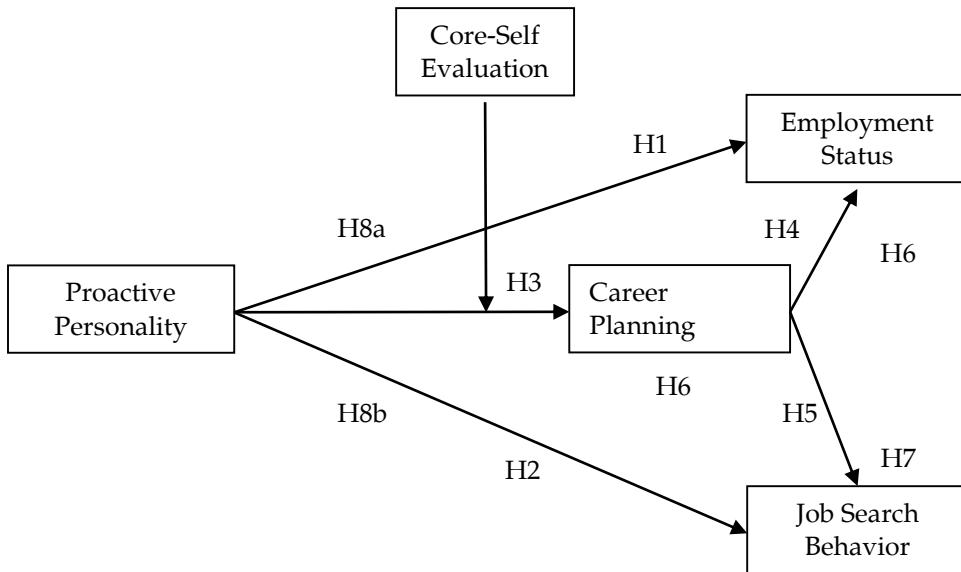 Core-Self
Evaluation
Employment
Status
H1
H8a
H4
H6
Proactive
Personality
H3
Career
Planning
H6
H8b
H5
H2
H7
Job Search
Behavior